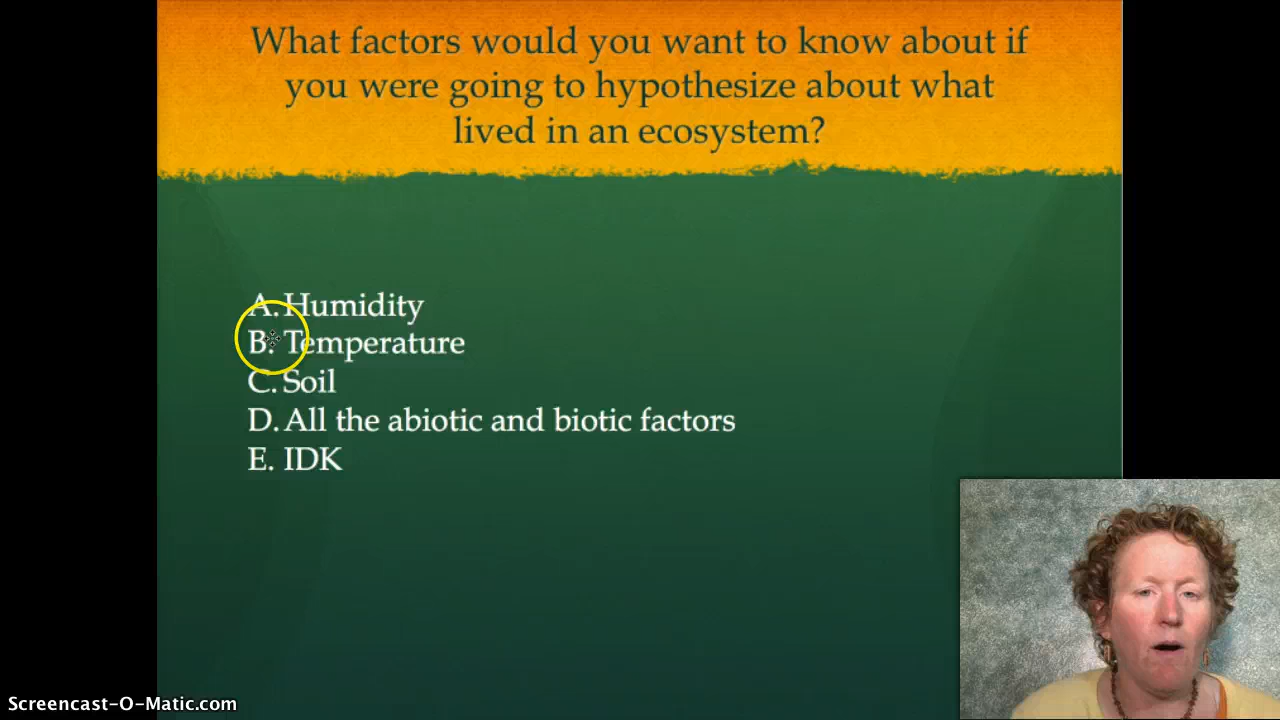 What factors would you want to know about if
you were going to hypothesize about what
lived in an ecosystem?
A. Humidity
B. Temperature
C. Soil
D. All the abiotic and biotic factors
E. IDK
Screencast-O-Matic.com